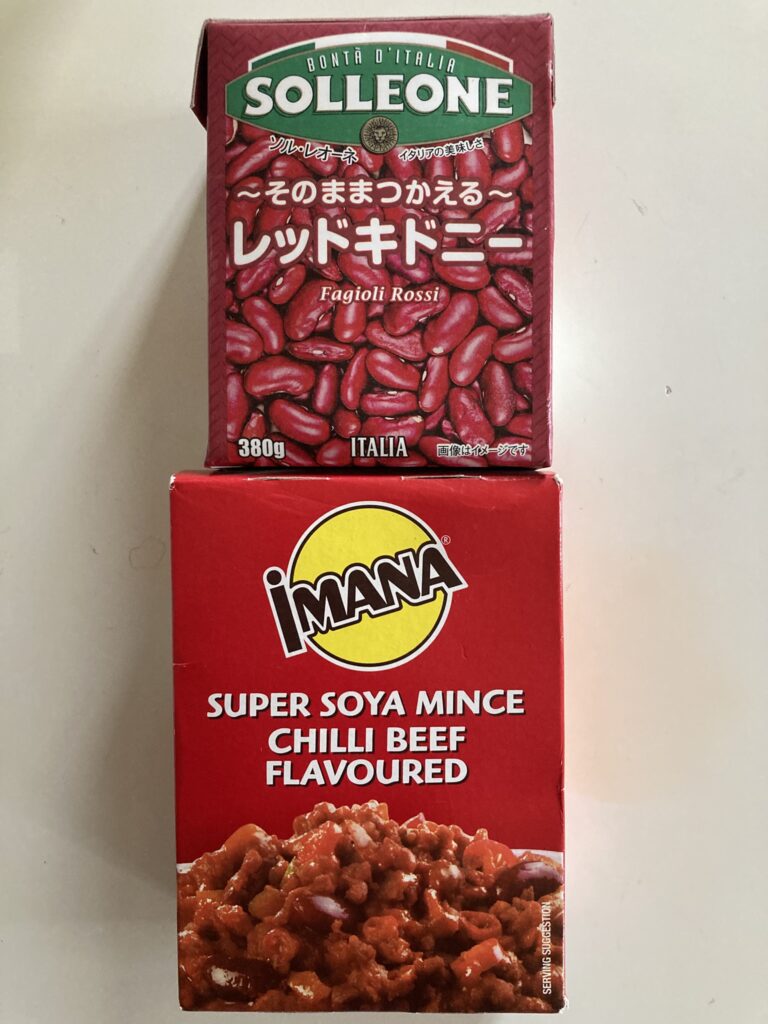 BONTÀ D'ITALIA
SOLLEONE
ソル・レオーネ イタリアの美味しさ
～そのままつかえる～
レッドキドニー
Fagioli Rossi
380g ITALIA 画像はイメージです
iMANA®
SUPER SOYA MINCE
CHILLI BEEF
FLAVOURED
SERVING SUGGESTION